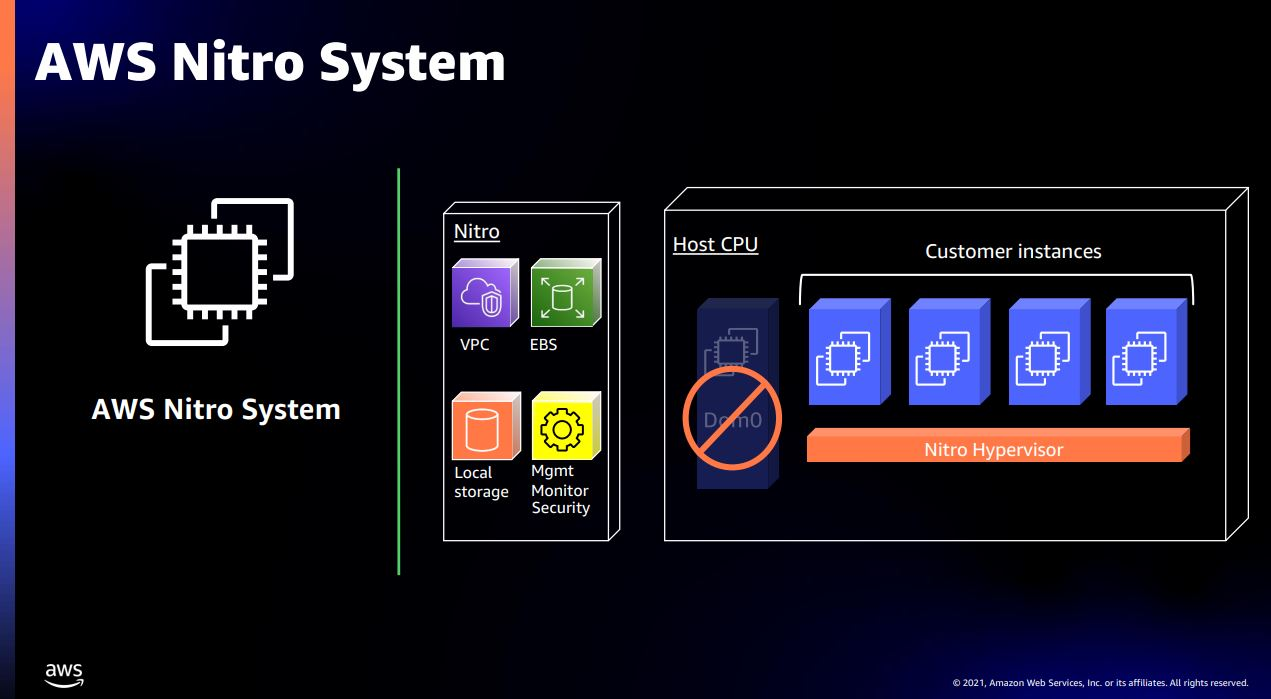 AWS Nitro System
AWS Nitro System
Nitro
VPC
EBS
Local
storage
Mgmt
Monitor
Security
Host CPU
Customer instances
Dom0
Nitro Hypervisor
aws
© 2021, Amazon Web Services, Inc. or its affiliates. All rights reserved.